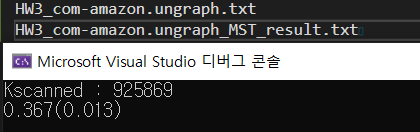 HW3_com-amazon.ungraph.txt
HW3_com-amazon.ungraph_MST_result.txt
Microsoft Visual Studio 디버그 콘솔
Kscanned : 925869
0.367(0.013)